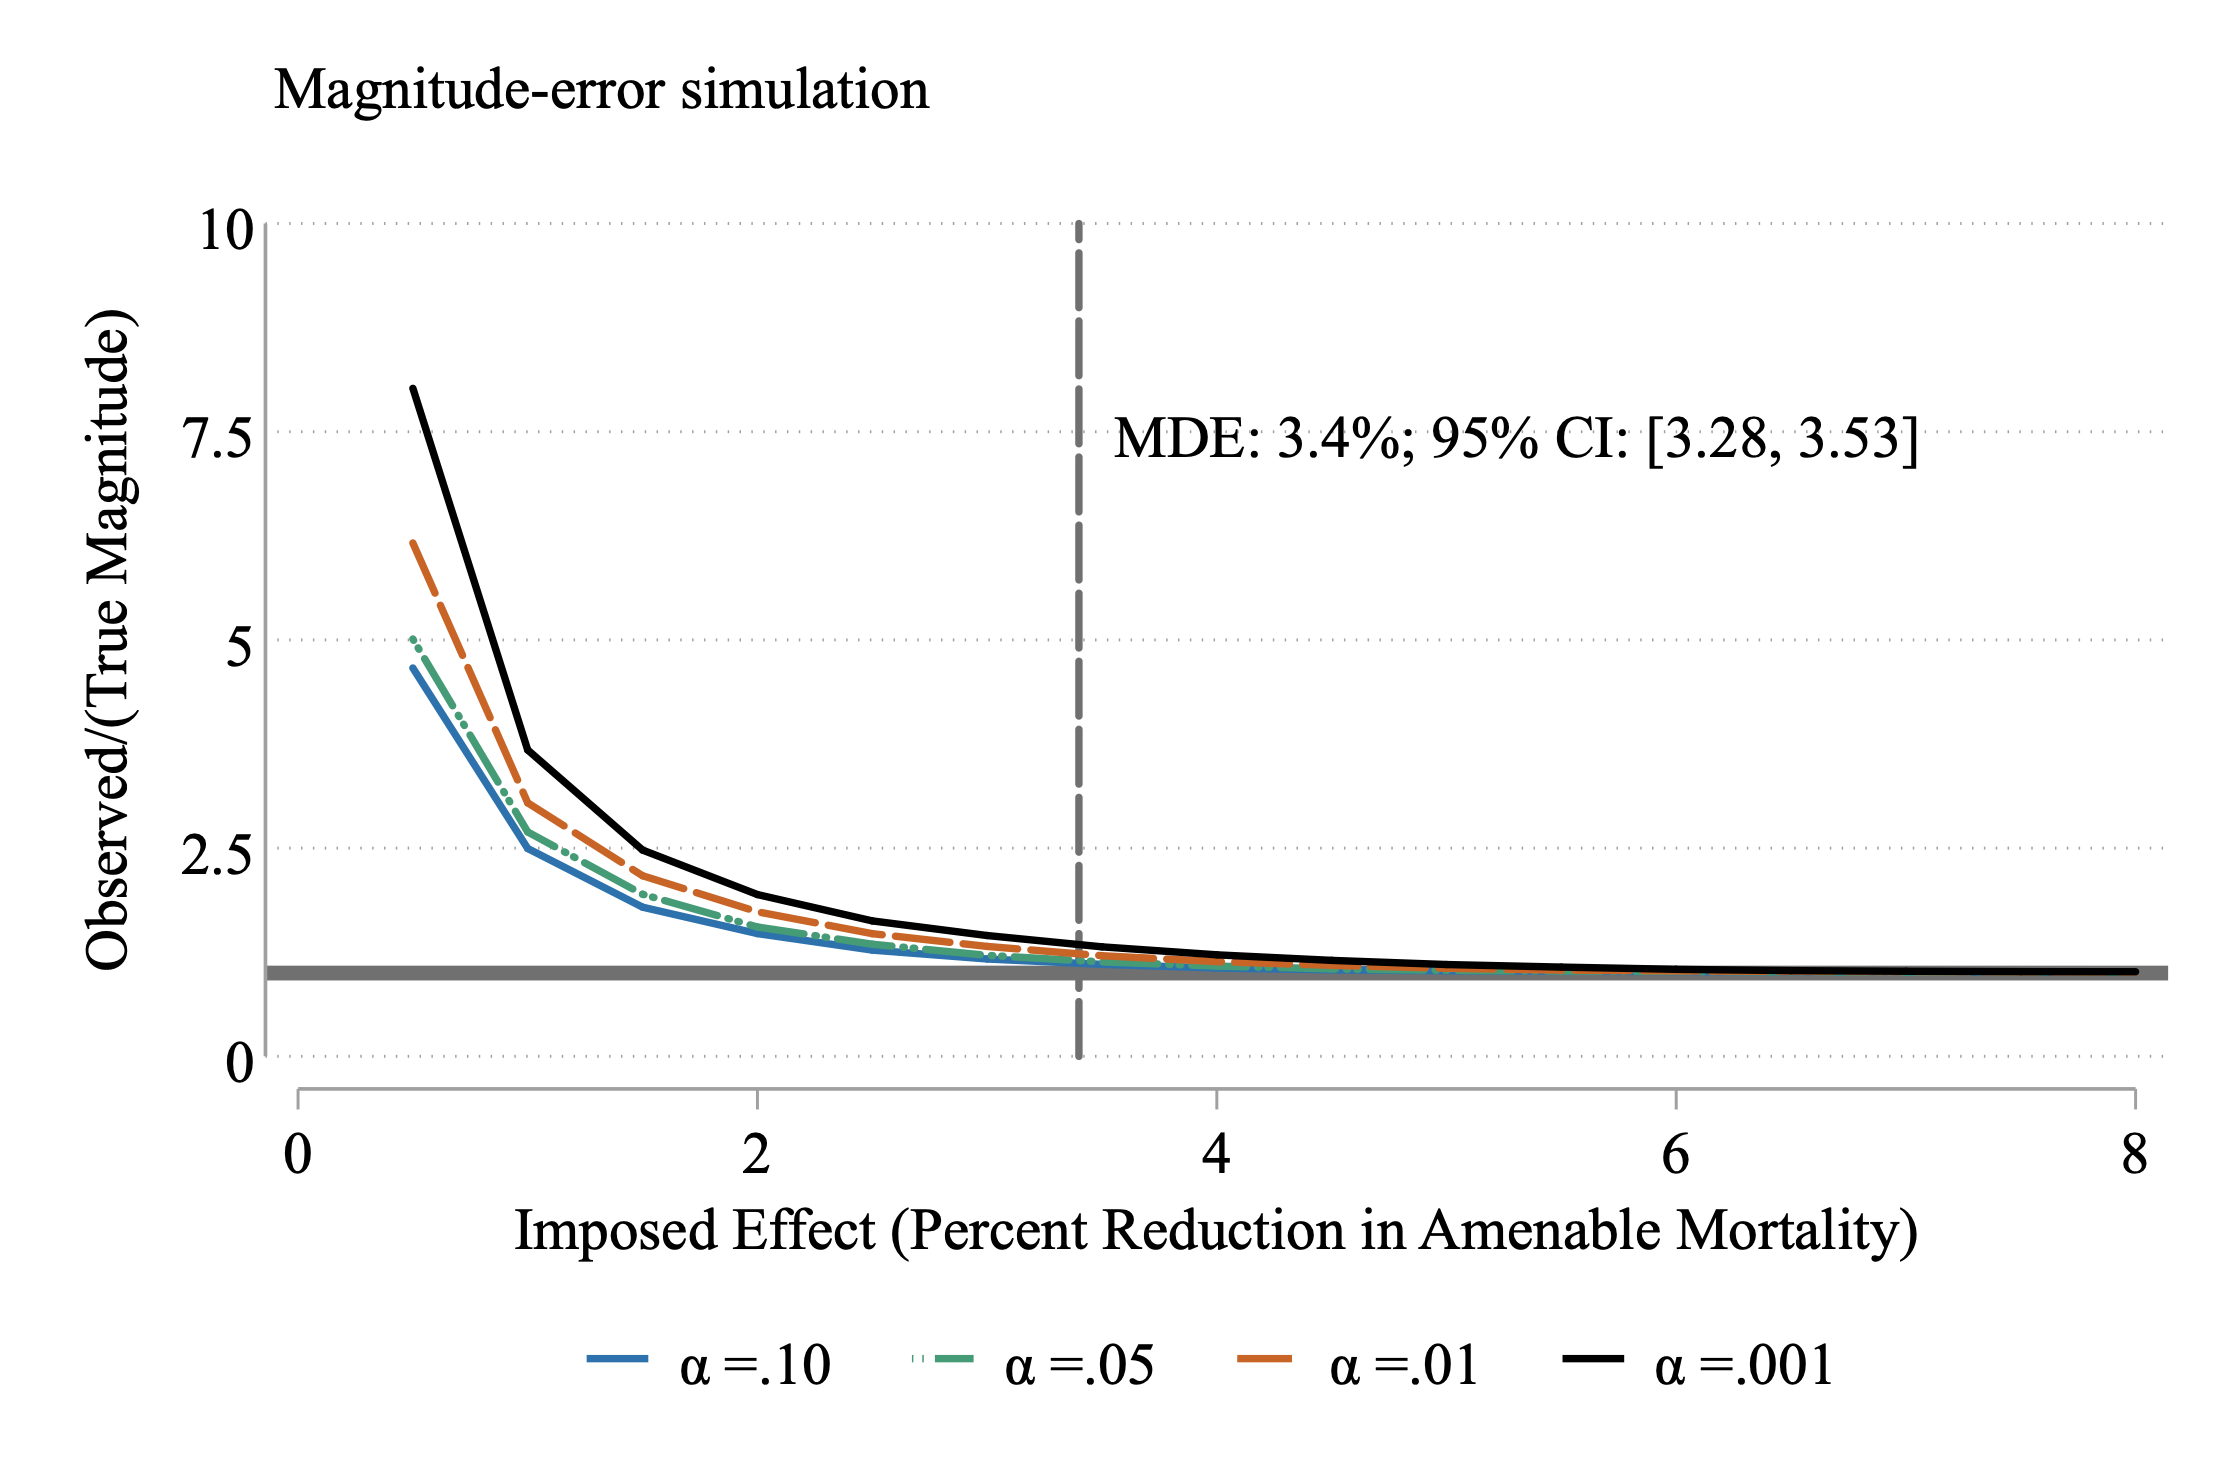 Magnitude-error simulation
Observed/(True Magnitude)
10
7.5
5
2.5
0
MDE: 3.4%; 95% CI: [3.28, 3.53]
0 2 4 6 8
Imposed Effect (Percent Reduction in Amenable Mortality)
α =.10 α =.05 α =.01 α =.001